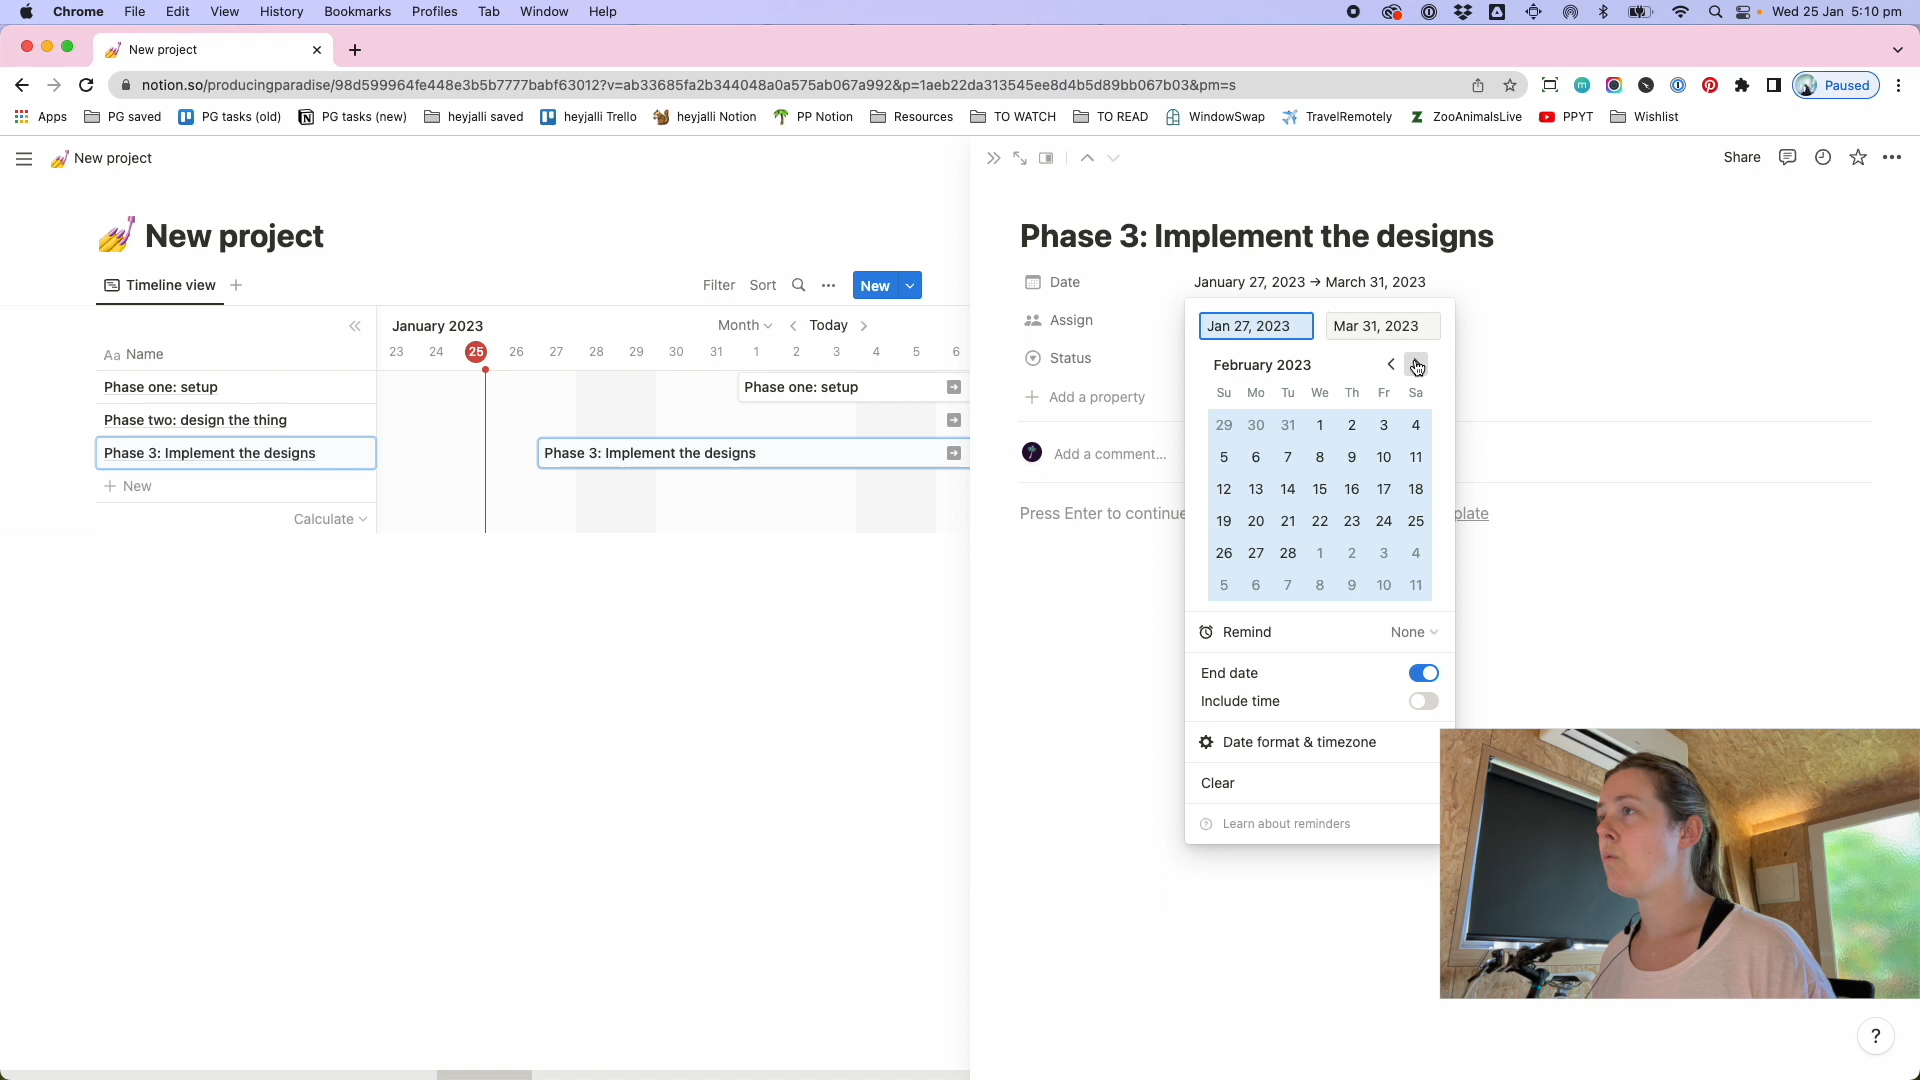 Chrome File Edit View History Bookmarks Profiles Tab Window Help Wed 25 Jan 5:10 pm
New project
notion.so/producingparadise/98d599964fe448e3b5b7777babf63012?v=ab33685fa2b344048a0a575ab067a992&p=1aeb22da313545ee8d4b5d89bb067b03&pm=s Paused
Apps PG saved PG tasks (old) PG tasks (new) heyjalli saved heyjalli Trello heyjalli Notion PP Notion Resources TO WATCH TO READ WindowSwap TravelRemotely ZooAnimalsLive PPYT Wishlist
New project
Share
New project
Timeline view
Filter Sort New
January 2023 Month Today
Aa Name
23 24 25 26 27 28 29 30 31 1 2 3 4 5 6
Phase one: setup Phase one: setup
Phase two: design the thing
Phase 3: Implement the designs Phase 3: Implement the designs
New
Calculate
Phase 3: Implement the designs
Date January 27, 2023 → March 31, 2023
Assign
Status
Add a property
Add a comment...
Press Enter to continue plate
Jan 27, 2023 Mar 31, 2023
February 2023
Su Mo Tu We Th Fr Sa
29 30 31 1 2 3 4
5 6 7 8 9 10 11
12 13 14 15 16 17 18
19 20 21 22 23 24 25
26 27 28 1 2 3 4
5 6 7 8 9 10 11
Remind None
End date
Include time
Date format & timezone
Clear
Learn about reminders
?